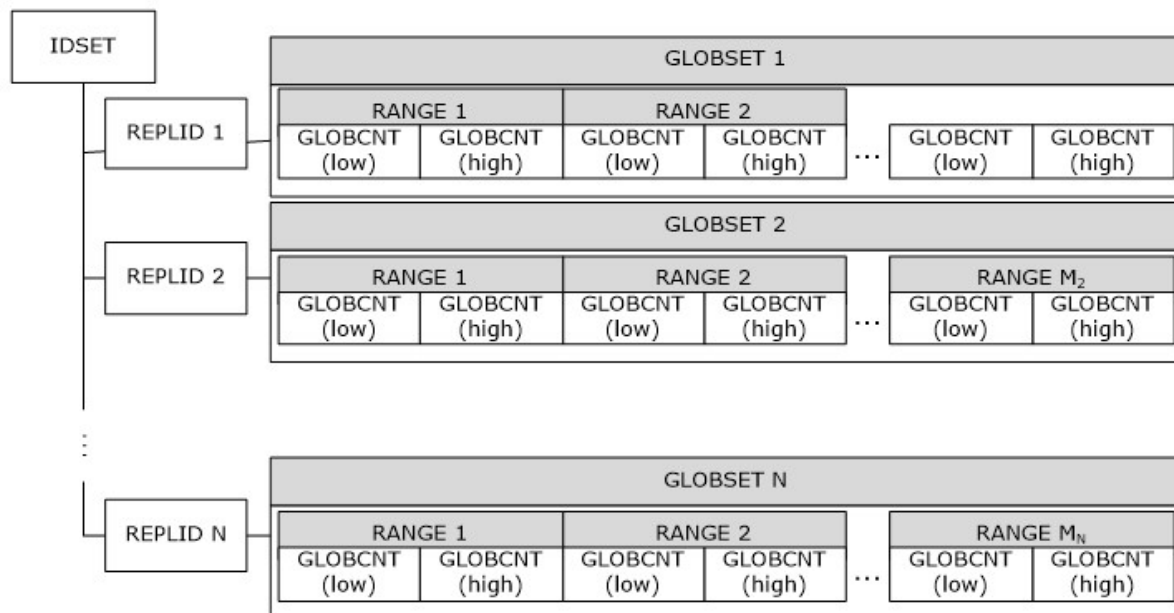 IDSET
GLOBSET 1
REPLID 1
RANGE 1 RANGE 2
GLOBCNT (low) GLOBCNT (high) GLOBCNT (low) GLOBCNT (high) ... GLOBCNT (low) GLOBCNT (high)
GLOBSET 2
REPLID 2
RANGE 1 RANGE 2 RANGE M₂
GLOBCNT (low) GLOBCNT (high) GLOBCNT (low) GLOBCNT (high) ... GLOBCNT (low) GLOBCNT (high)
...
GLOBSET N
REPLID N
RANGE 1 RANGE 2 RANGE Mɴ
GLOBCNT (low) GLOBCNT (high) GLOBCNT (low) GLOBCNT (high) ... GLOBCNT (low) GLOBCNT (high)